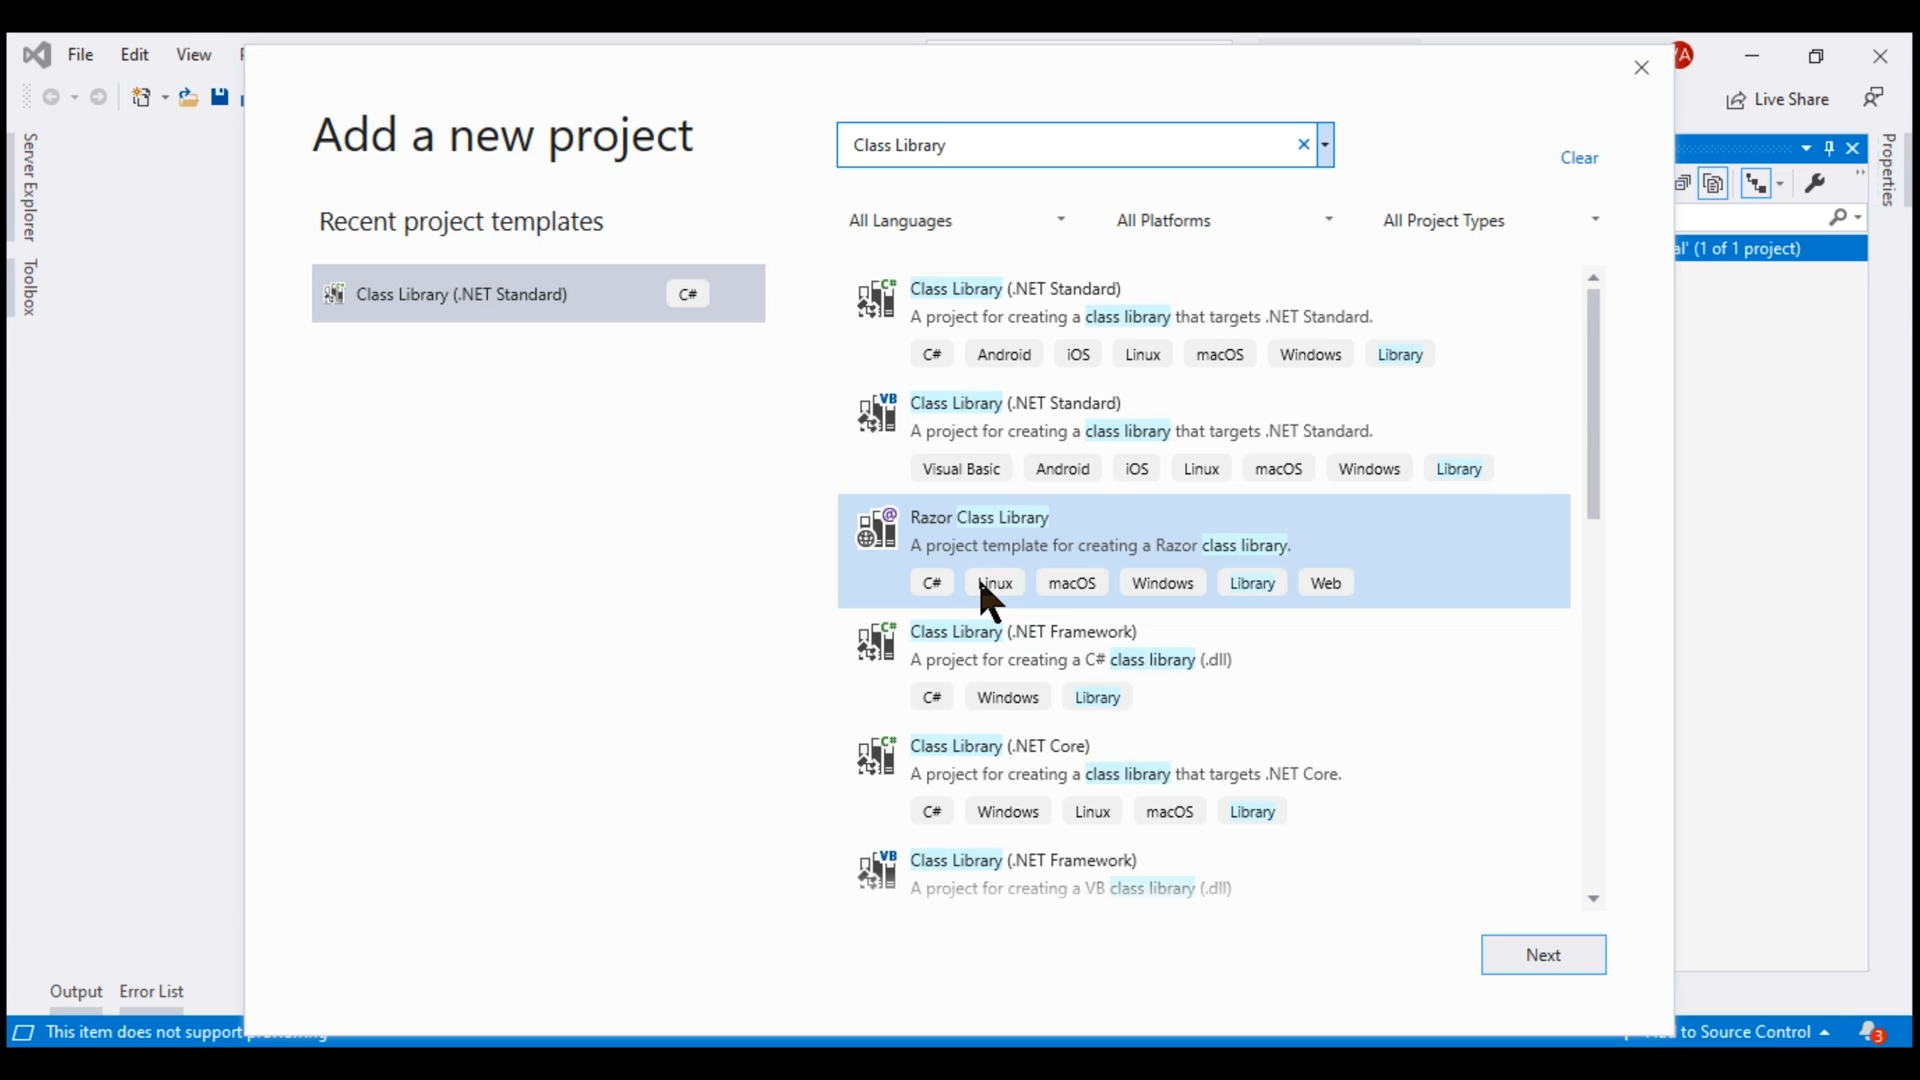 File Edit View
Live Share
Server Explorer
Toolbox
Properties
Add a new project
Class Library
Clear
Recent project templates
All Languages All Platforms All Project Types
Class Library (.NET Standard) C#
al' (1 of 1 project)
Class Library (.NET Standard)
A project for creating a class library that targets .NET Standard.
C# Android iOS Linux macOS Windows Library
Class Library (.NET Standard)
A project for creating a class library that targets .NET Standard.
Visual Basic Android iOS Linux macOS Windows Library
Razor Class Library
A project template for creating a Razor class library.
C# Linux macOS Windows Library Web
Class Library (.NET Framework)
A project for creating a C# class library (.dll)
C# Windows Library
Class Library (.NET Core)
A project for creating a class library that targets .NET Core.
C# Windows Linux macOS Library
Class Library (.NET Framework)
A project for creating a VB class library (.dll)
Next
Output Error List
This item does not support previewing
to Source Control
3